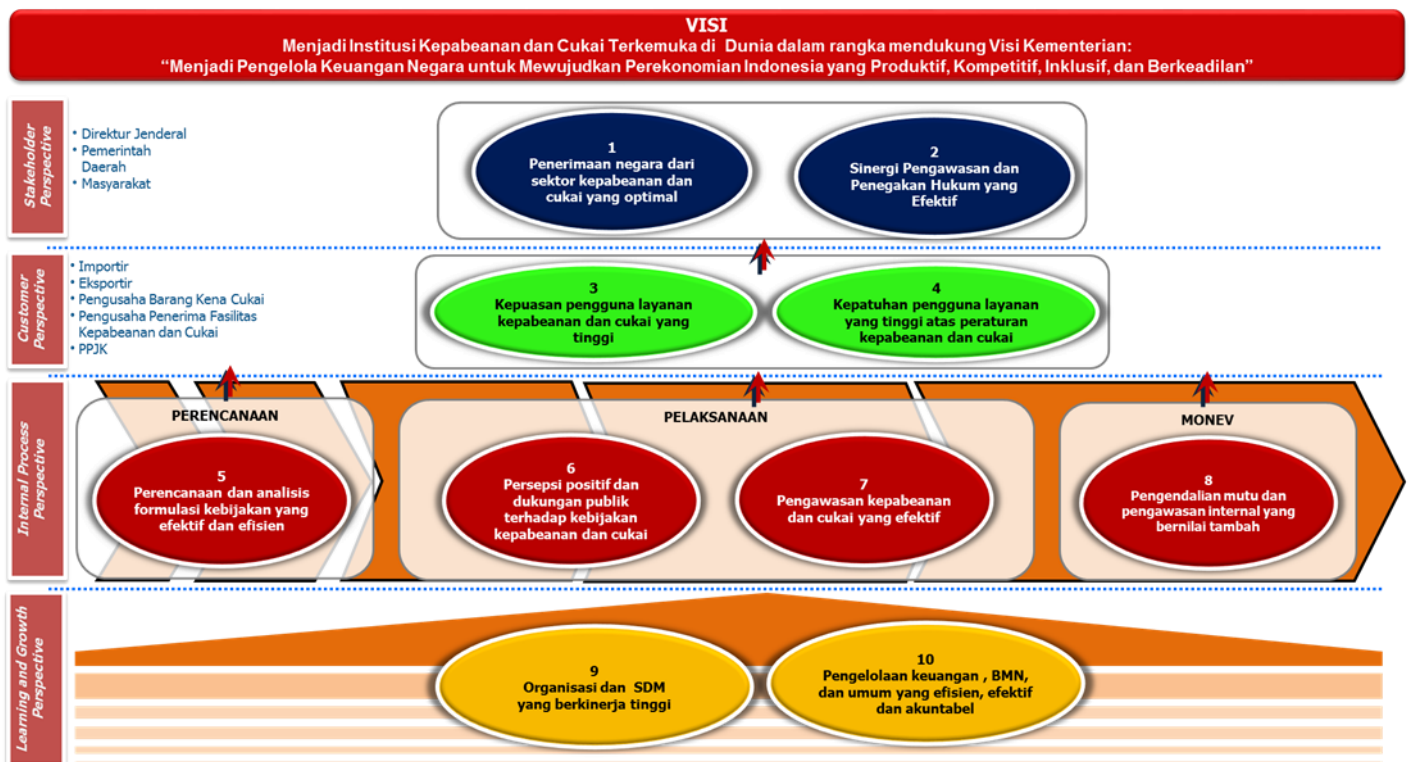 VISI
Menjadi Institusi Kepabeanan dan Cukai Terkemuka di Dunia dalam rangka mendukung Visi Kementerian:
“Menjadi Pengelola Keuangan Negara untuk Mewujudkan Perekonomian Indonesia yang Produktif, Kompetitif, Inklusif, dan Berkeadilan”
Stakeholder
Perspective
• Direktur Jenderal
• Pemerintah
Daerah
• Masyarakat
1
Penerimaan negara dari
sektor kepabeanan dan
cukai yang optimal
2
Sinergi Pengawasan dan
Penegakan Hukum yang
Efektif
Customer
Perspective
• Importir
• Eksportir
• Pengusaha Barang Kena Cukai
• Pengusaha Penerima Fasilitas
Kepabeanan dan Cukai
• PPJK
3
Kepuasan pengguna layanan
kepabeanan dan cukai yang
tinggi
4
Kepatuhan pengguna layanan
yang tinggi atas peraturan
kepabeanan dan cukai
Internal Process
Perspective
PERENCANAAN
5
Perencanaan dan analisis
formulasi kebijakan yang
efektif dan efisien
PELAKSANAAN
6
Persepsi positif dan
dukungan publik
terhadap kebijakan
kepabeanan dan cukai
7
Pengawasan kepabeanan
dan cukai yang efektif
MONEV
8
Pengendalian mutu dan
pengawasan internal yang
bernilai tambah
Learning and Growth
Perspective
9
Organisasi dan SDM
yang berkinerja tinggi
10
Pengelolaan keuangan , BMN,
dan umum yang efisien, efektif
dan akuntabel